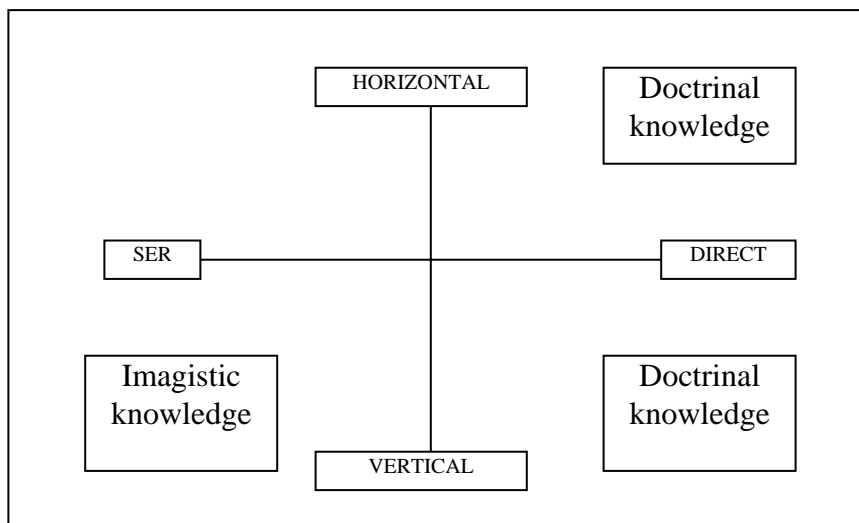 HORIZONTAL
Doctrinal
knowledge
SER
DIRECT
Imagistic
knowledge
Doctrinal
knowledge
VERTICAL